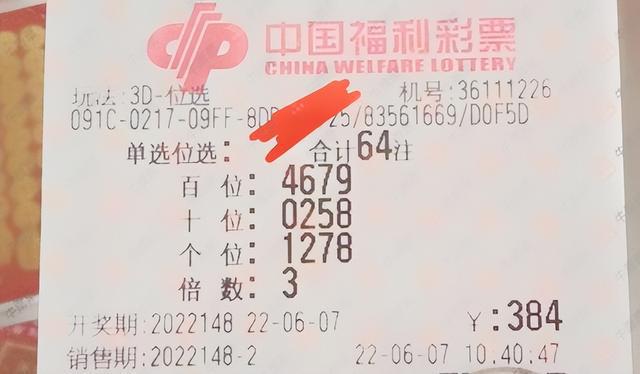 中国福利彩票
CHINA WELFARE LOTTERY
玩法:3D-位选 机号:36111226
091C-0217-09FF-8DD 25/83561669/D0F5D
单选位选: 合计64注
百 位: 4679
十 位: 0258
个 位: 1278
倍 数: 3
开奖期:2022148 22-06-07 ¥:384
销售期:2022148-2 22-06-07 10:40:47